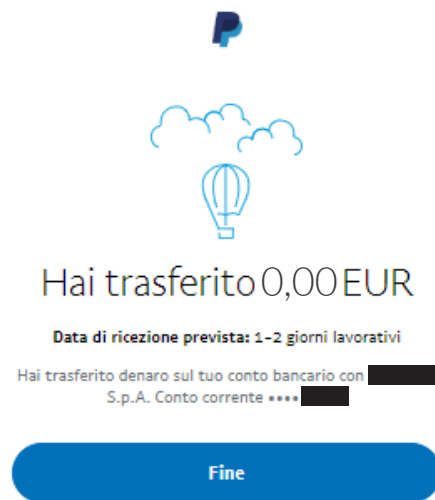 Hai trasferito 0,00 EUR
Data di ricezione prevista: 1-2 giorni lavorativi
Hai trasferito denaro sul tuo conto bancario con
S.p.A. Conto corrente ••••
Fine